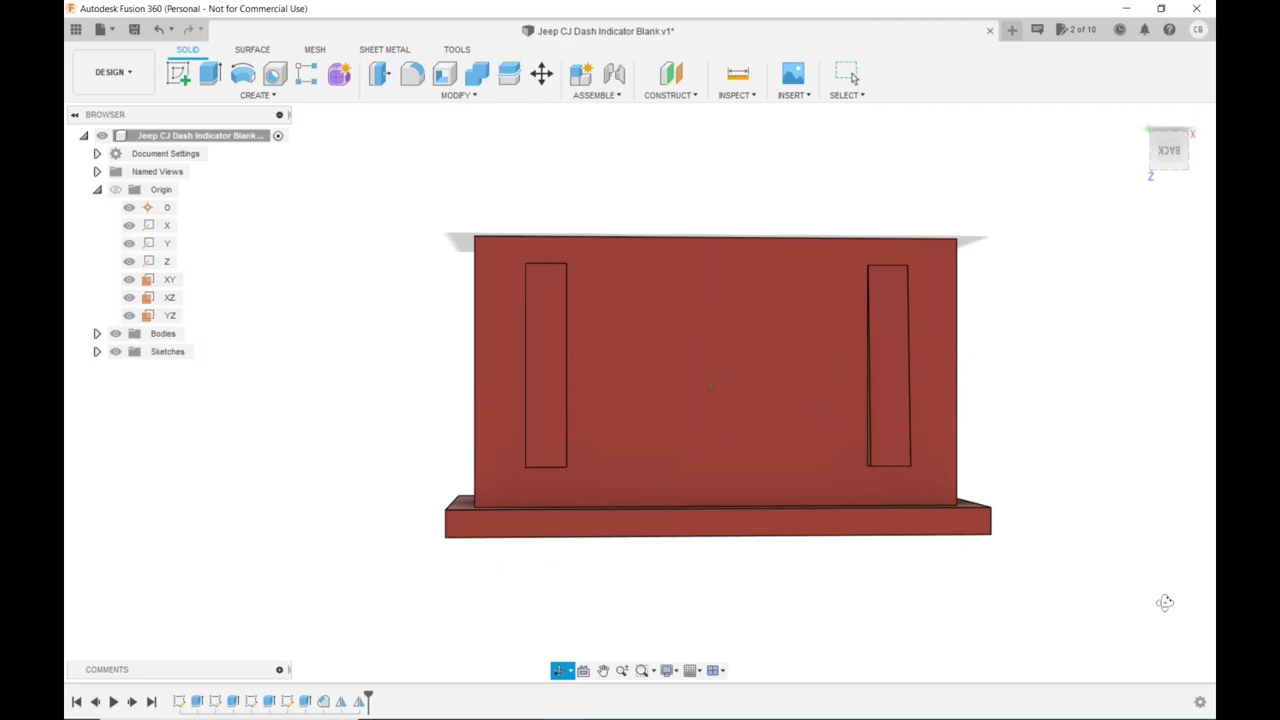 Autodesk Fusion 360 (Personal - Not for Commercial Use)
Jeep CJ Dash Indicator Blank v1*
2 of 10
CB
DESIGN
SOLID SURFACE MESH SHEET METAL TOOLS
CREATE MODIFY ASSEMBLE CONSTRUCT INSPECT INSERT SELECT
BROWSER
Jeep CJ Dash Indicator Blank...
Document Settings
Named Views
Origin
O
X
Y
Z
XY
XZ
YZ
Bodies
Sketches
X
BACK
Z
COMMENTS